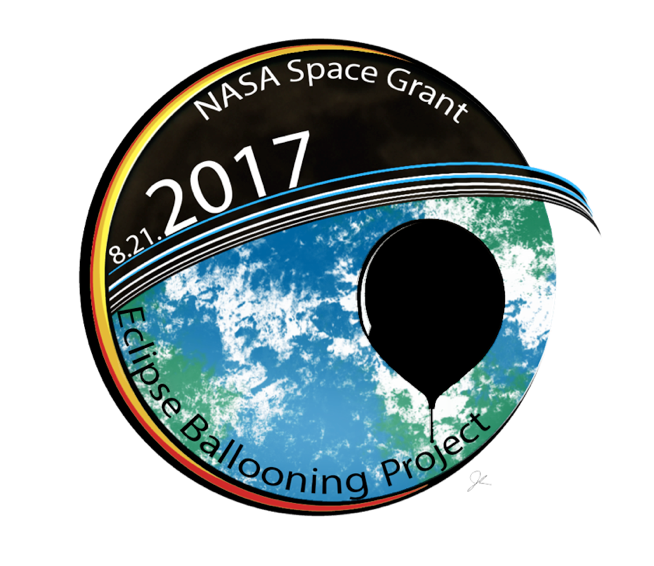 NASA Space Grant
8.21.2017
Eclipse Ballooning Project